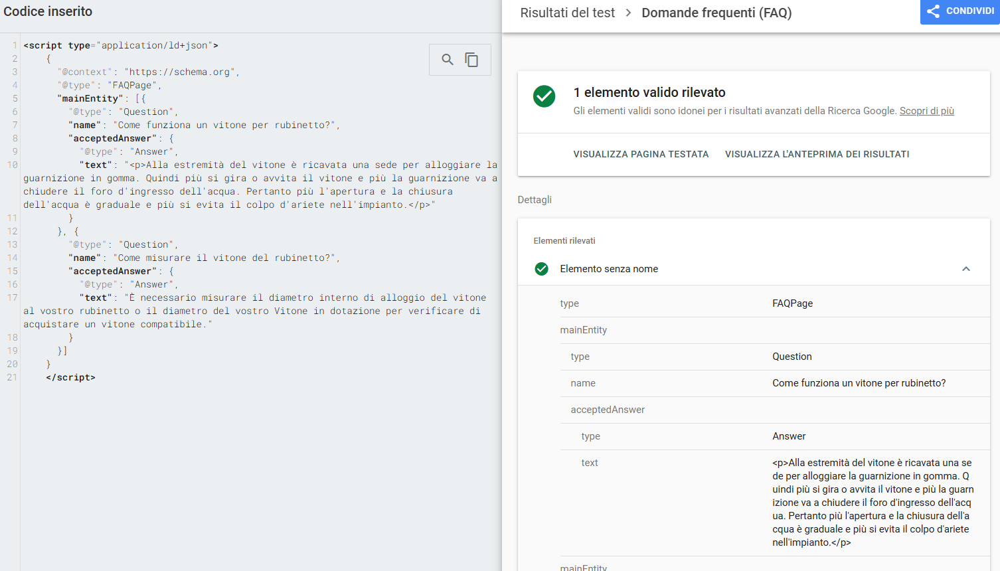 Codice inserito
1 <script type="application/ld+json">
2 {
3 "@context": "https://schema.org",
4 "@type": "FAQPage",
5 "mainEntity": [{
6 "@type": "Question",
7 "name": "Come funziona un vitone per rubinetto?",
8 "acceptedAnswer": {
9 "@type": "Answer",
10 "text": "<p>Alla estremità del vitone è ricavata una sede per alloggiare la
guarnizione in gomma. Quindi più si gira o avvita il vitone e più la guarnizione va a
chiudere il foro d'ingresso dell'acqua. Pertanto più l'apertura e la chiusura
dell'acqua è graduale e più si evita il colpo d'ariete nell'impianto.</p>"
11 }
12 }, {
13 "@type": "Question",
14 "name": "Come misurare il vitone del rubinetto?",
15 "acceptedAnswer": {
16 "@type": "Answer",
17 "text": "È necessario misurare il diametro interno di alloggio del vitone
al vostro rubinetto o il diametro del vostro Vitone in dotazione per verificare di
acquistare un vitone compatibile."
18 }
19 }]
20 }
21 </script>
Risultati del test > Domande frequenti (FAQ)
CONDIVIDI
1 elemento valido rilevato
Gli elementi validi sono idonei per i risultati avanzati della Ricerca Google. Scopri di più
VISUALIZZA PAGINA TESTATA VISUALIZZA L'ANTEPRIMA DEI RISULTATI
Dettagli
Elementi rilevati
Elemento senza nome
type FAQPage
mainEntity
type Question
name Come funziona un vitone per rubinetto?
acceptedAnswer
type Answer
text <p>Alla estremità del vitone è ricavata una se
de per alloggiare la guarnizione in gomma. Q
uindi più si gira o avvita il vitone e più la guarn
izione va a chiudere il foro d'ingresso dell'acq
ua. Pertanto più l'apertura e la chiusura dell'a
cqua è graduale e più si evita il colpo d'ariete
nell'impianto.</p>
mainEntity